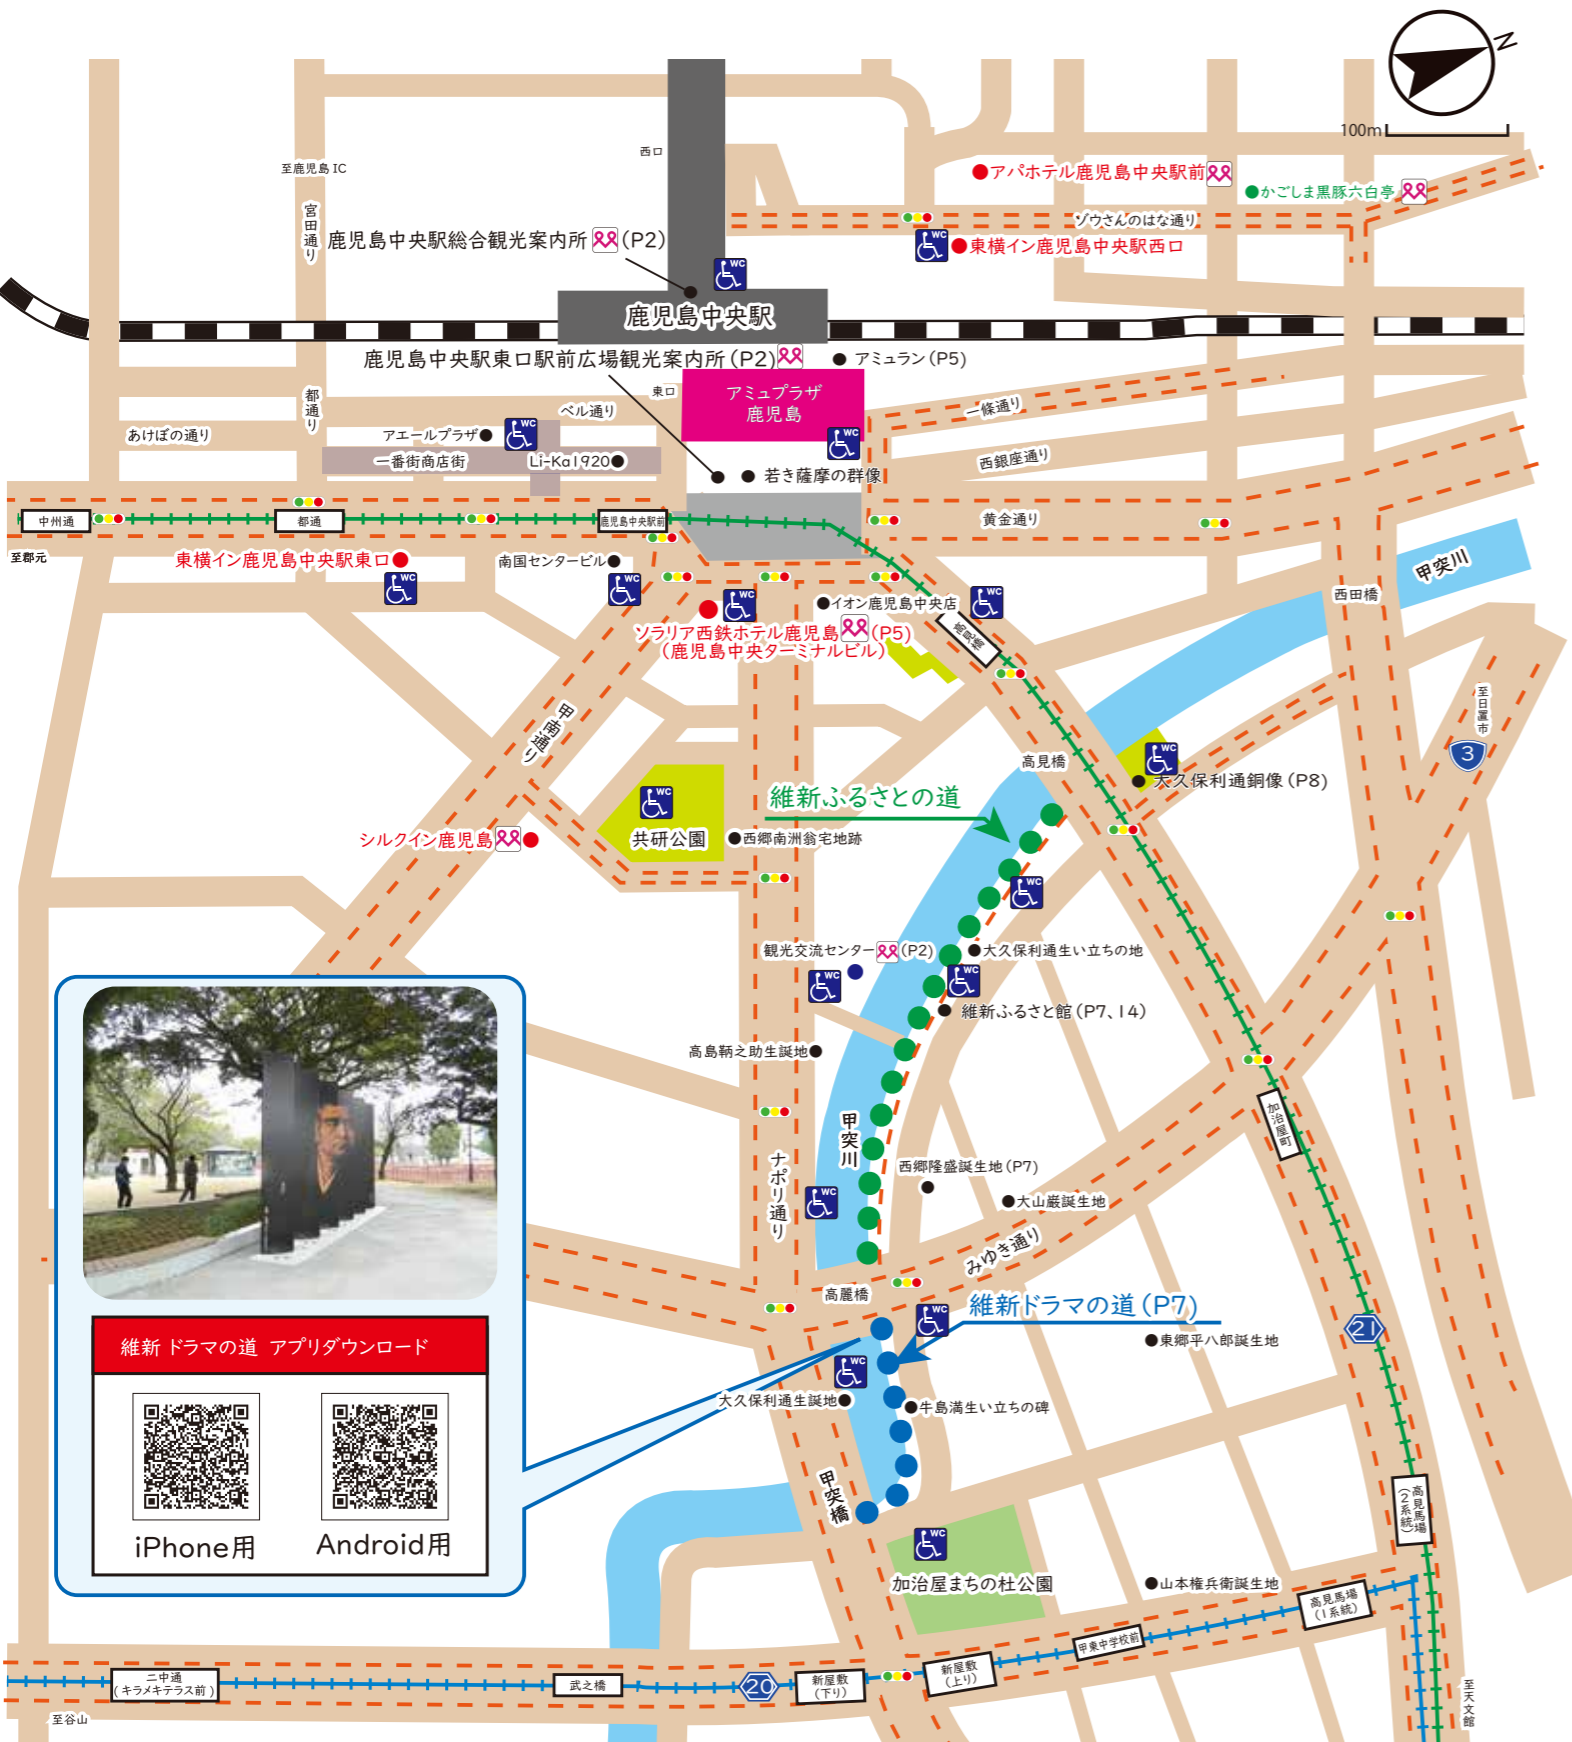 N
100m
西口
至鹿児島IC
アパホテル鹿児島中央駅前
かごしま黒豚六白亭
宮田通り
ゾウさんのはな通り
鹿児島中央駅総合観光案内所(P2)
WC
東横イン鹿児島中央駅西口
WC
鹿児島中央駅
鹿児島中央駅東口駅前広場観光案内所(P2)
アミュラン(P5)
東口
アミュプラザ
鹿児島
都通り
ベル通り
一條通り
あけぼの通り
アエールプラザ
WC
WC
一番街商店街
Li-Ka1920
西銀座通り
若き薩摩の群像
中州通
都通
鹿児島中央駅前
黄金通り
至郡元
東横イン鹿児島中央駅東口
WC
南国センタービル
WC
甲突川
西田橋
WC
イオン鹿児島中央店
WC
高見橋
ソラリア西鉄ホテル鹿児島(P5)
(鹿児島中央ターミナルビル)
至日置市
3
甲南通り
高見橋
WC
大久保利通銅像(P8)
WC
維新ふるさとの道
シルクイン鹿児島
共研公園
西郷南洲翁宅地跡
WC
観光交流センター(P2)
大久保利通生い立ちの地
WC
WC
維新ふるさと館(P7、14)
高島鞆之助生誕地
加治屋町
甲突川
ナポリ通り
西郷隆盛誕生地(P7)
WC
大山巌誕生地
みゆき通り
高麗橋
維新ドラマの道(P7)
WC
21
東郷平八郎誕生地
維新ドラマの道 アプリダウンロード
WC
大久保利通生誕地
牛島満生い立ちの碑
甲突橋
高見馬場
(2系統)
iPhone用
Android用
WC
加治屋まちの杜公園
山本権兵衛誕生地
高見馬場
(1系統)
甲東中学校前
二中通
(キラメキテラス前)
武之橋
20
新屋敷
(下り)
新屋敷
(上り)
至谷山
至天文館